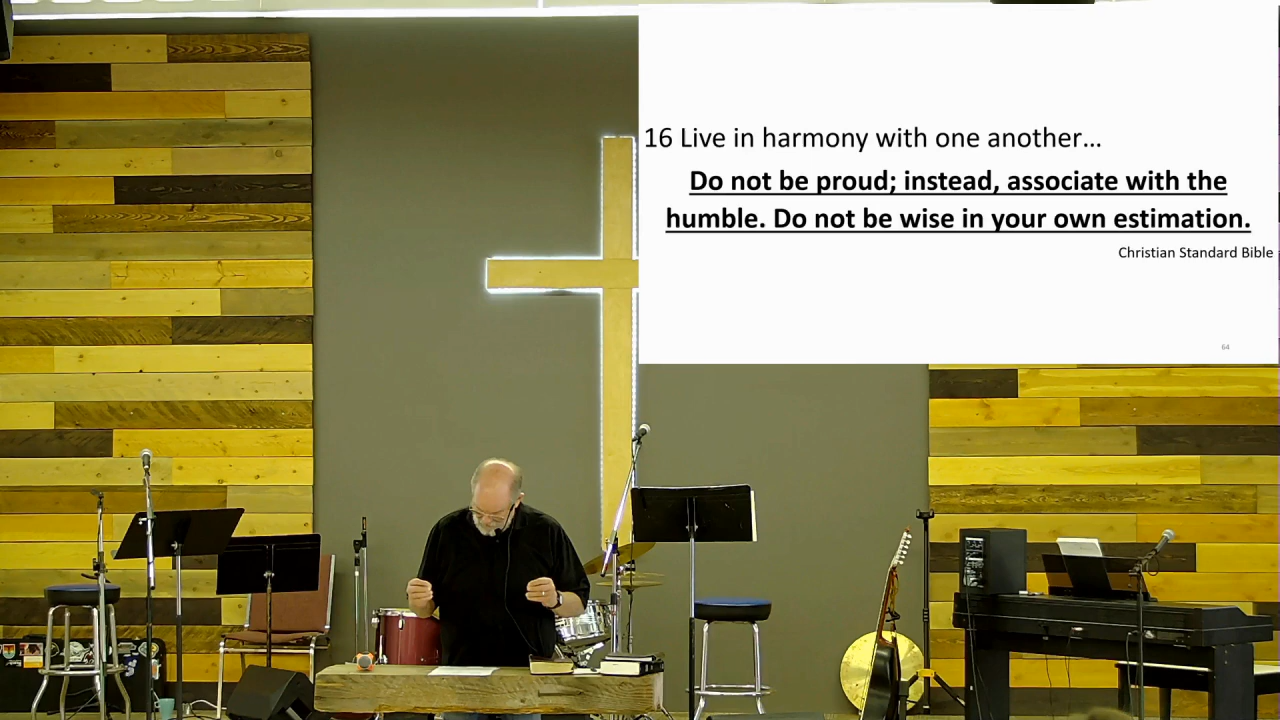 16 Live in harmony with one another…
Do not be proud; instead, associate with the
humble. Do not be wise in your own estimation.
Christian Standard Bible
64